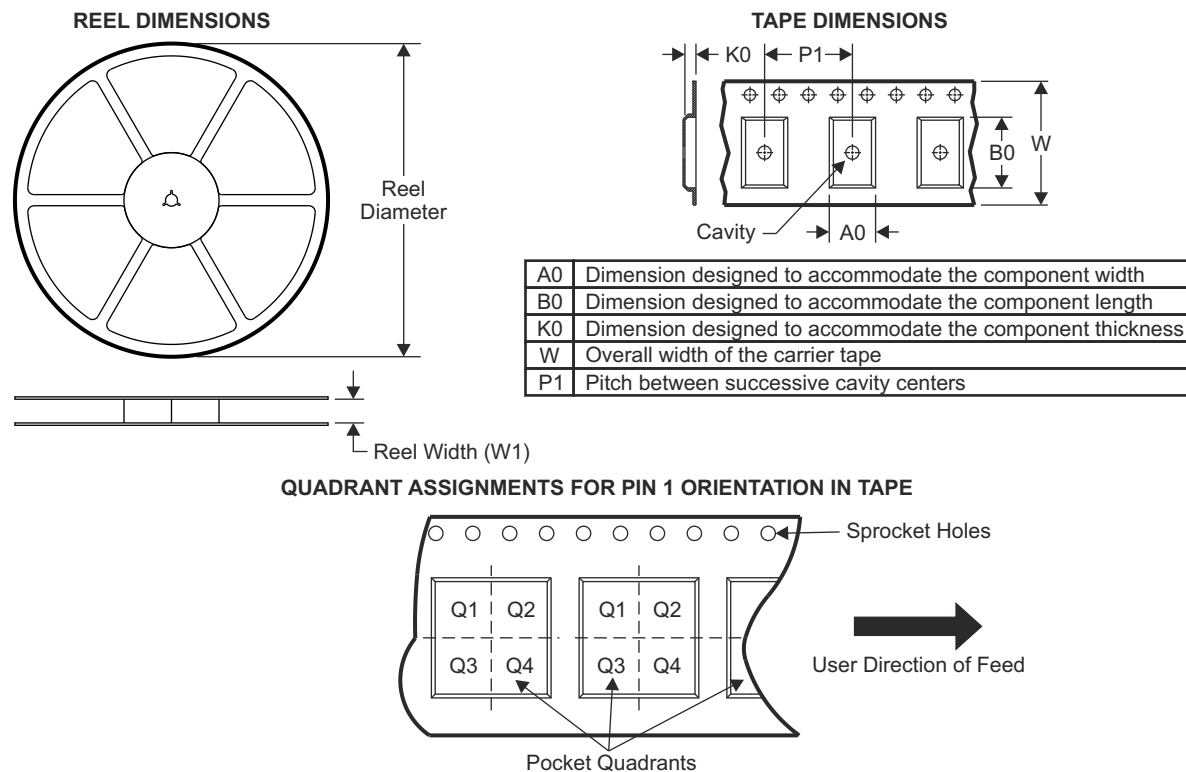 REEL DIMENSIONS
Reel
Diameter
Reel Width (W1)
TAPE DIMENSIONS
K0
P1
B0
W
Cavity
A0
A0 Dimension designed to accommodate the component width
B0 Dimension designed to accommodate the component length
K0 Dimension designed to accommodate the component thickness
W Overall width of the carrier tape
P1 Pitch between successive cavity centers
QUADRANT ASSIGNMENTS FOR PIN 1 ORIENTATION IN TAPE
Sprocket Holes
Q1 Q2 Q1 Q2
Q3 Q4 Q3 Q4
User Direction of Feed
Pocket Quadrants